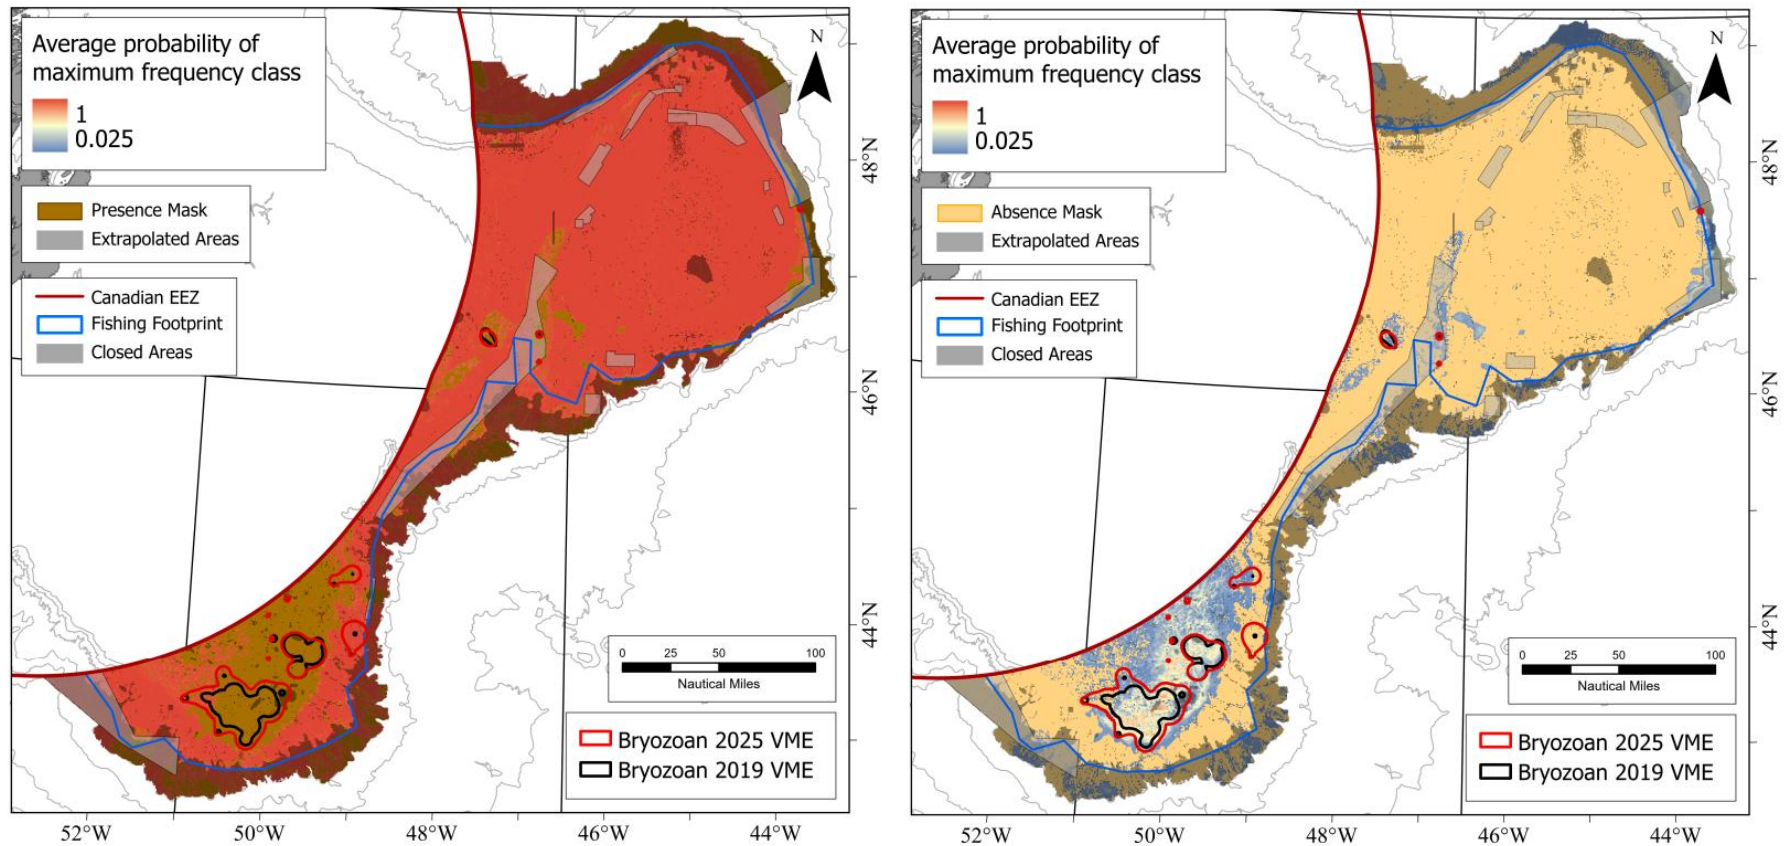 Average probability of
maximum frequency class
1
0.025
Presence Mask
Extrapolated Areas
Canadian EEZ
Fishing Footprint
Closed Areas
N
48°N
46°N
44°N
0 25 50 100
Nautical Miles
Bryozoan 2025 VME
Bryozoan 2019 VME
52°W 50°W 48°W 46°W 44°W
Average probability of
maximum frequency class
1
0.025
Absence Mask
Extrapolated Areas
Canadian EEZ
Fishing Footprint
Closed Areas
N
48°N
46°N
44°N
0 25 50 100
Nautical Miles
Bryozoan 2025 VME
Bryozoan 2019 VME
52°W 50°W 48°W 46°W 44°W